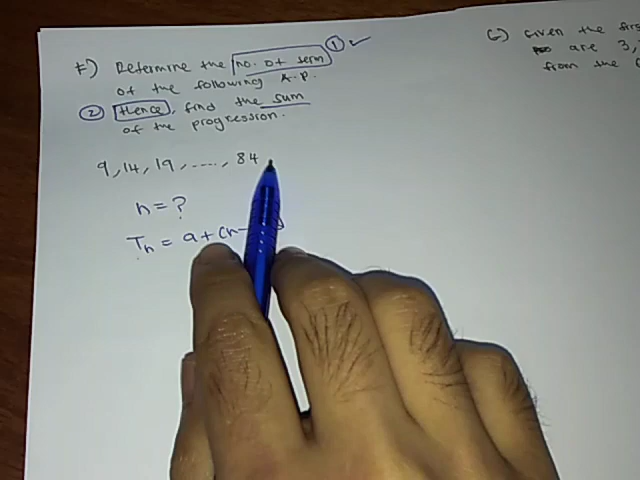 7) Determine the no. of term ① ✓
of the following A.P.
② Hence, find the sum
of the progression.
9, 14, 19, ....., 84
n = ?
Tn = a + (n-
6) Given the
are 3,
from the